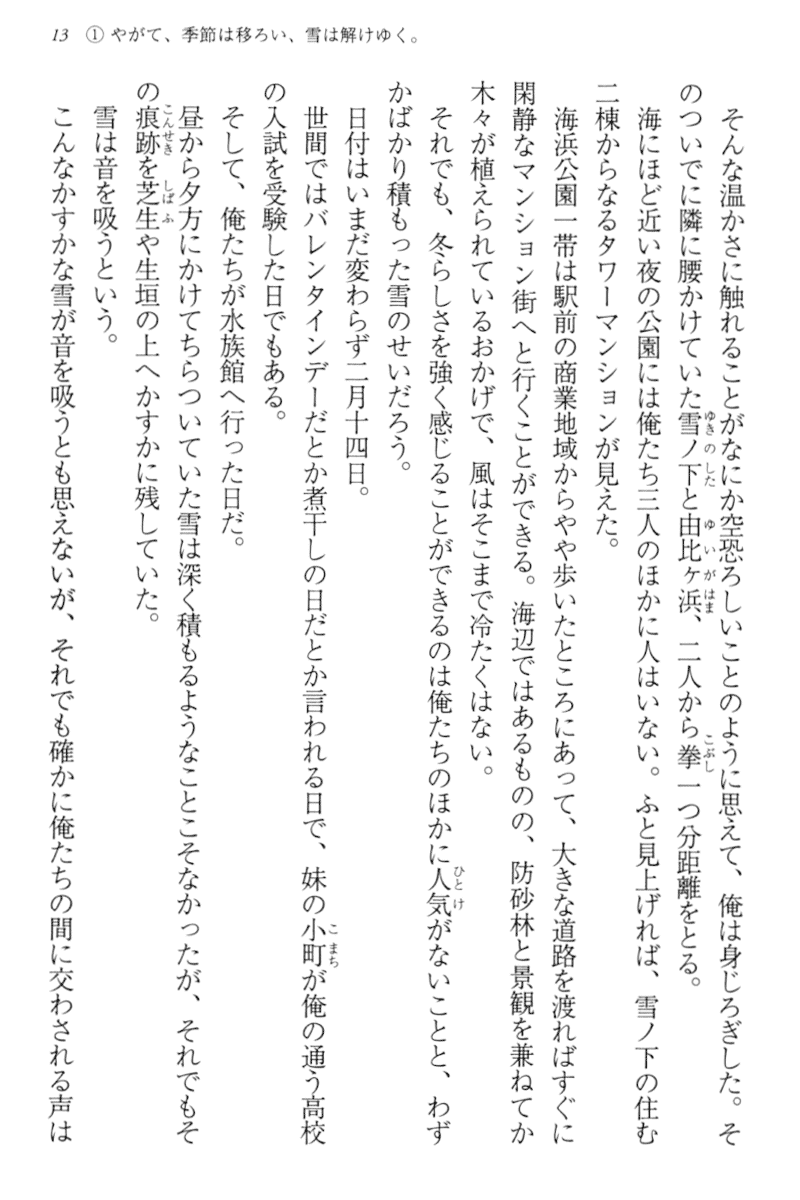 13 ① やがて、季節は移ろい、雪は解けゆく。
そんな温かさに触れることがなにか空恐ろしいことのように思えて、俺は身じろぎした。そ
のついでに隣に腰かけていた雪ノ下と由比ヶ浜、二人から拳一つ分距離をとる。
海にほど近い夜の公園には俺たち三人のほかに人はいない。ふと見上げれば、雪ノ下の住む
二棟からなるタワーマンションが見えた。
海浜公園一帯は駅前の商業地域からやや歩いたところにあって、大きな道路を渡ればすぐに
閑静なマンション街へと行くことができる。海辺ではあるものの、防砂林と景観を兼ねてか
木々が植えられているおかげで、風はそこまで冷たくはない。
それでも、冬らしさを強く感じることができるのは俺たちのほかに人気がないことと、わず
かばかり積もった雪のせいだろう。
日付はいまだ変わらず二月十四日。
世間ではバレンタインデーだとか煮干しの日だとか言われる日で、妹の小町が俺の通う高校
の入試を受験した日でもある。
そして、俺たちが水族館へ行った日だ。
昼から夕方にかけてちらついていた雪は深く積もるようなことこそなかったが、それでもそ
の痕跡を芝生や生垣の上へかすかに残していた。
雪は音を吸うという。
こんなかすかな雪が音を吸うとも思えないが、それでも確かに俺たちの間に交わされる声は